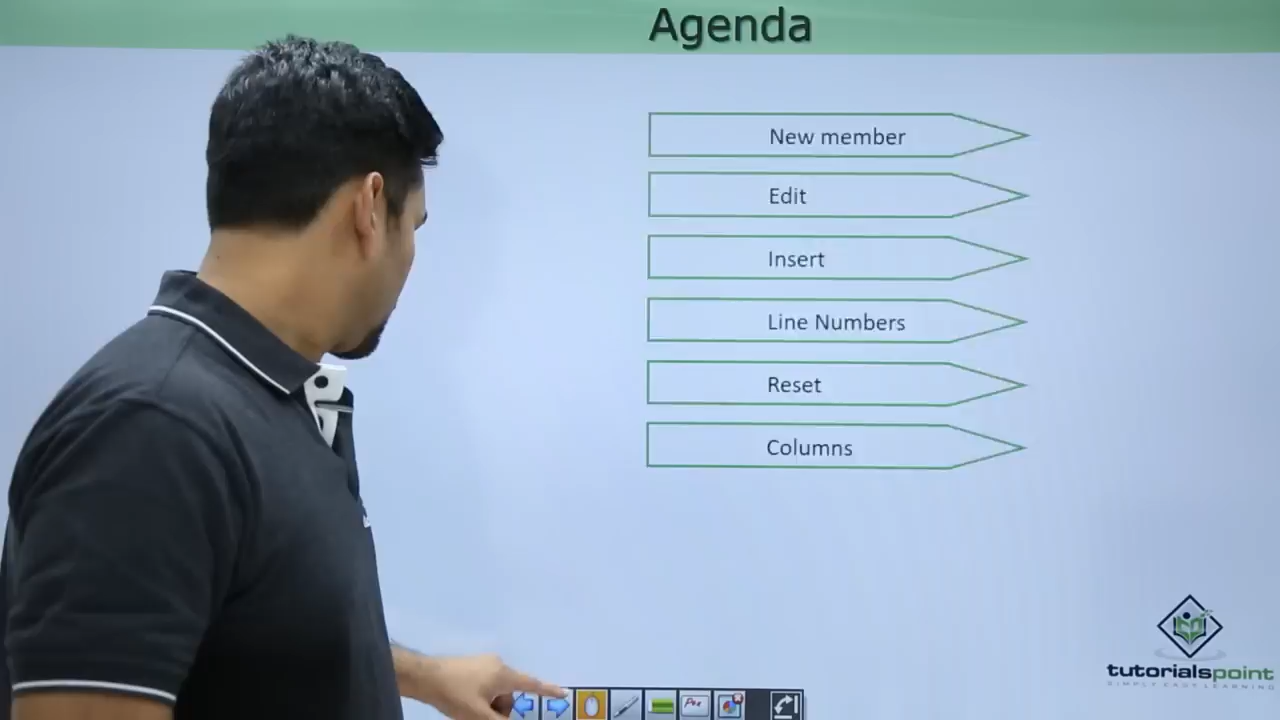 Agenda
New member
Edit
Insert
Line Numbers
Reset
Columns
tutorialspoint
SIMPLY EASY LEARNING